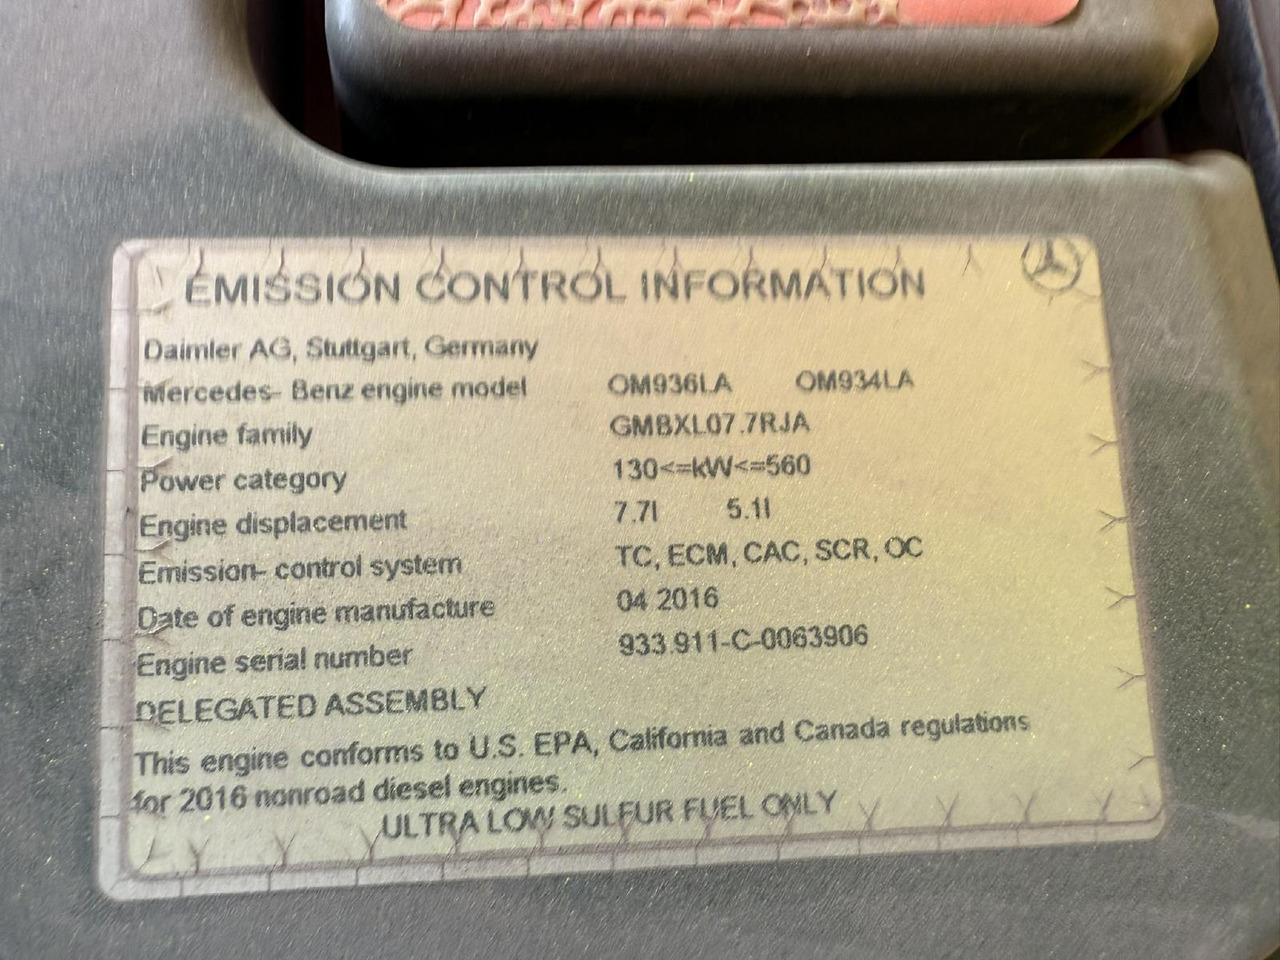 EMISSION CONTROL INFORMATION
Daimler AG, Stuttgart, Germany
Mercedes- Benz engine model OM936LA OM934LA
Engine family GMBXL07.7RJA
Power category 130<=kW<=560
Engine displacement 7.7l 5.1l
Emission- control system TC, ECM, CAC, SCR, OC
Date of engine manufacture 04 2016
Engine serial number 933.911-C-0063906
DELEGATED ASSEMBLY
This engine conforms to U.S. EPA, California and Canada regulations
for 2016 nonroad diesel engines.
ULTRA LOW SULFUR FUEL ONLY